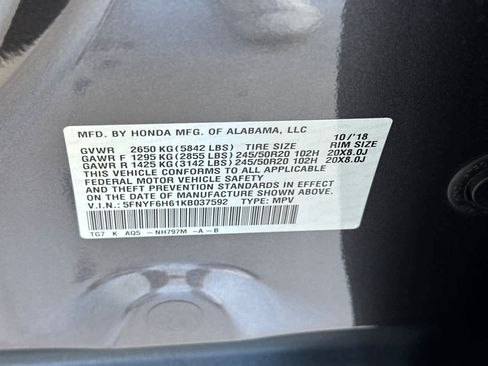 MFD. BY HONDA MFG. OF ALABAMA, LLC 10/'18
GVWR 2650 KG(5842 LBS) TIRE SIZE RIM SIZE
GAWR F 1295 KG(2855 LBS)245/50R20 102H 20X8.0J
GAWR R 1425 KG(3142 LBS)245/50R20 102H 20X8.0J
THIS VEHICLE CONFORMS TO ALL APPLICABLE
FEDERAL MOTOR VEHICLE SAFETY
AND THEFT PREVENTION STANDARDS IN EFFECT
ON THE DATE OF MANUFACTURE SHOWN ABOVE.
V.I.N.: 5FNYF6H61KB037592 TYPE: MPV
TG7 K AQ5 -NH797M -A-B